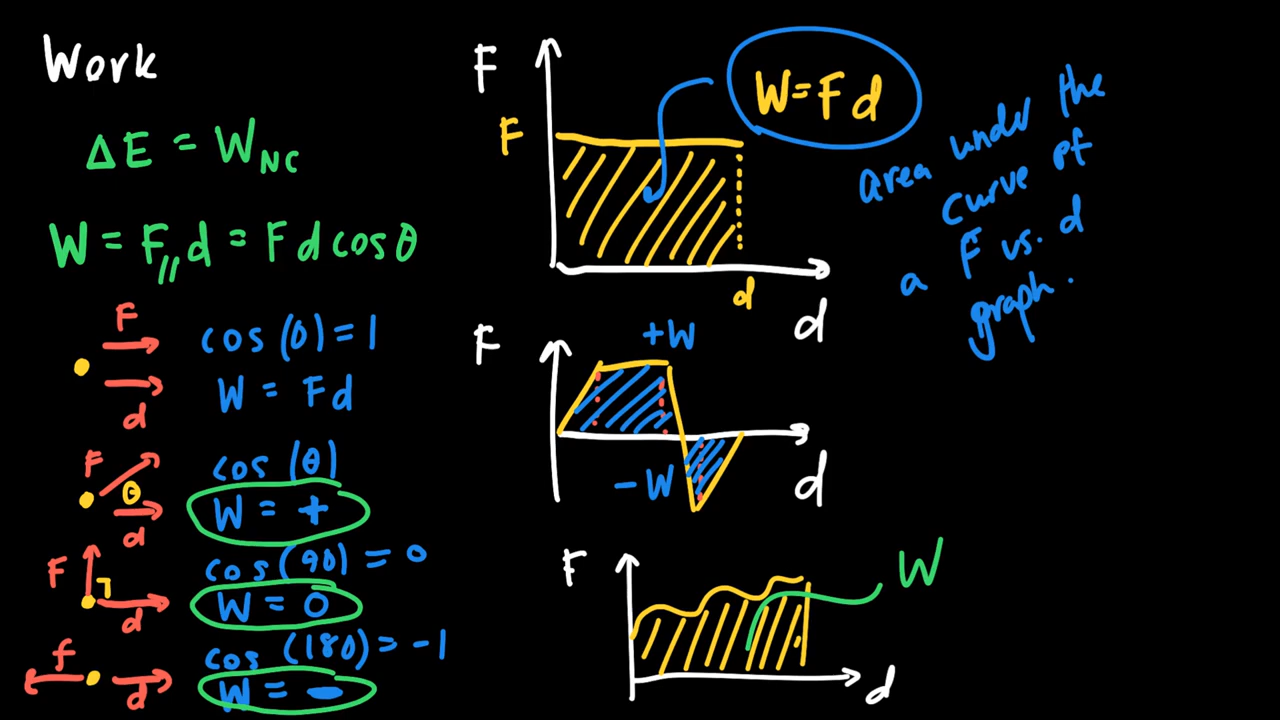 Work
ΔE = W_NC
W = F_// d = Fd cos θ
F
d
cos (0) = 1
W = Fd
F
θ
d
cos (θ)
W = +
F
d
cos (90) = 0
W = 0
f
d
cos (180) = -1
W = -
F
F
W = Fd
d
d
area under the
curve of
a F vs. d
graph.
F
+W
-W
d
F
W
d